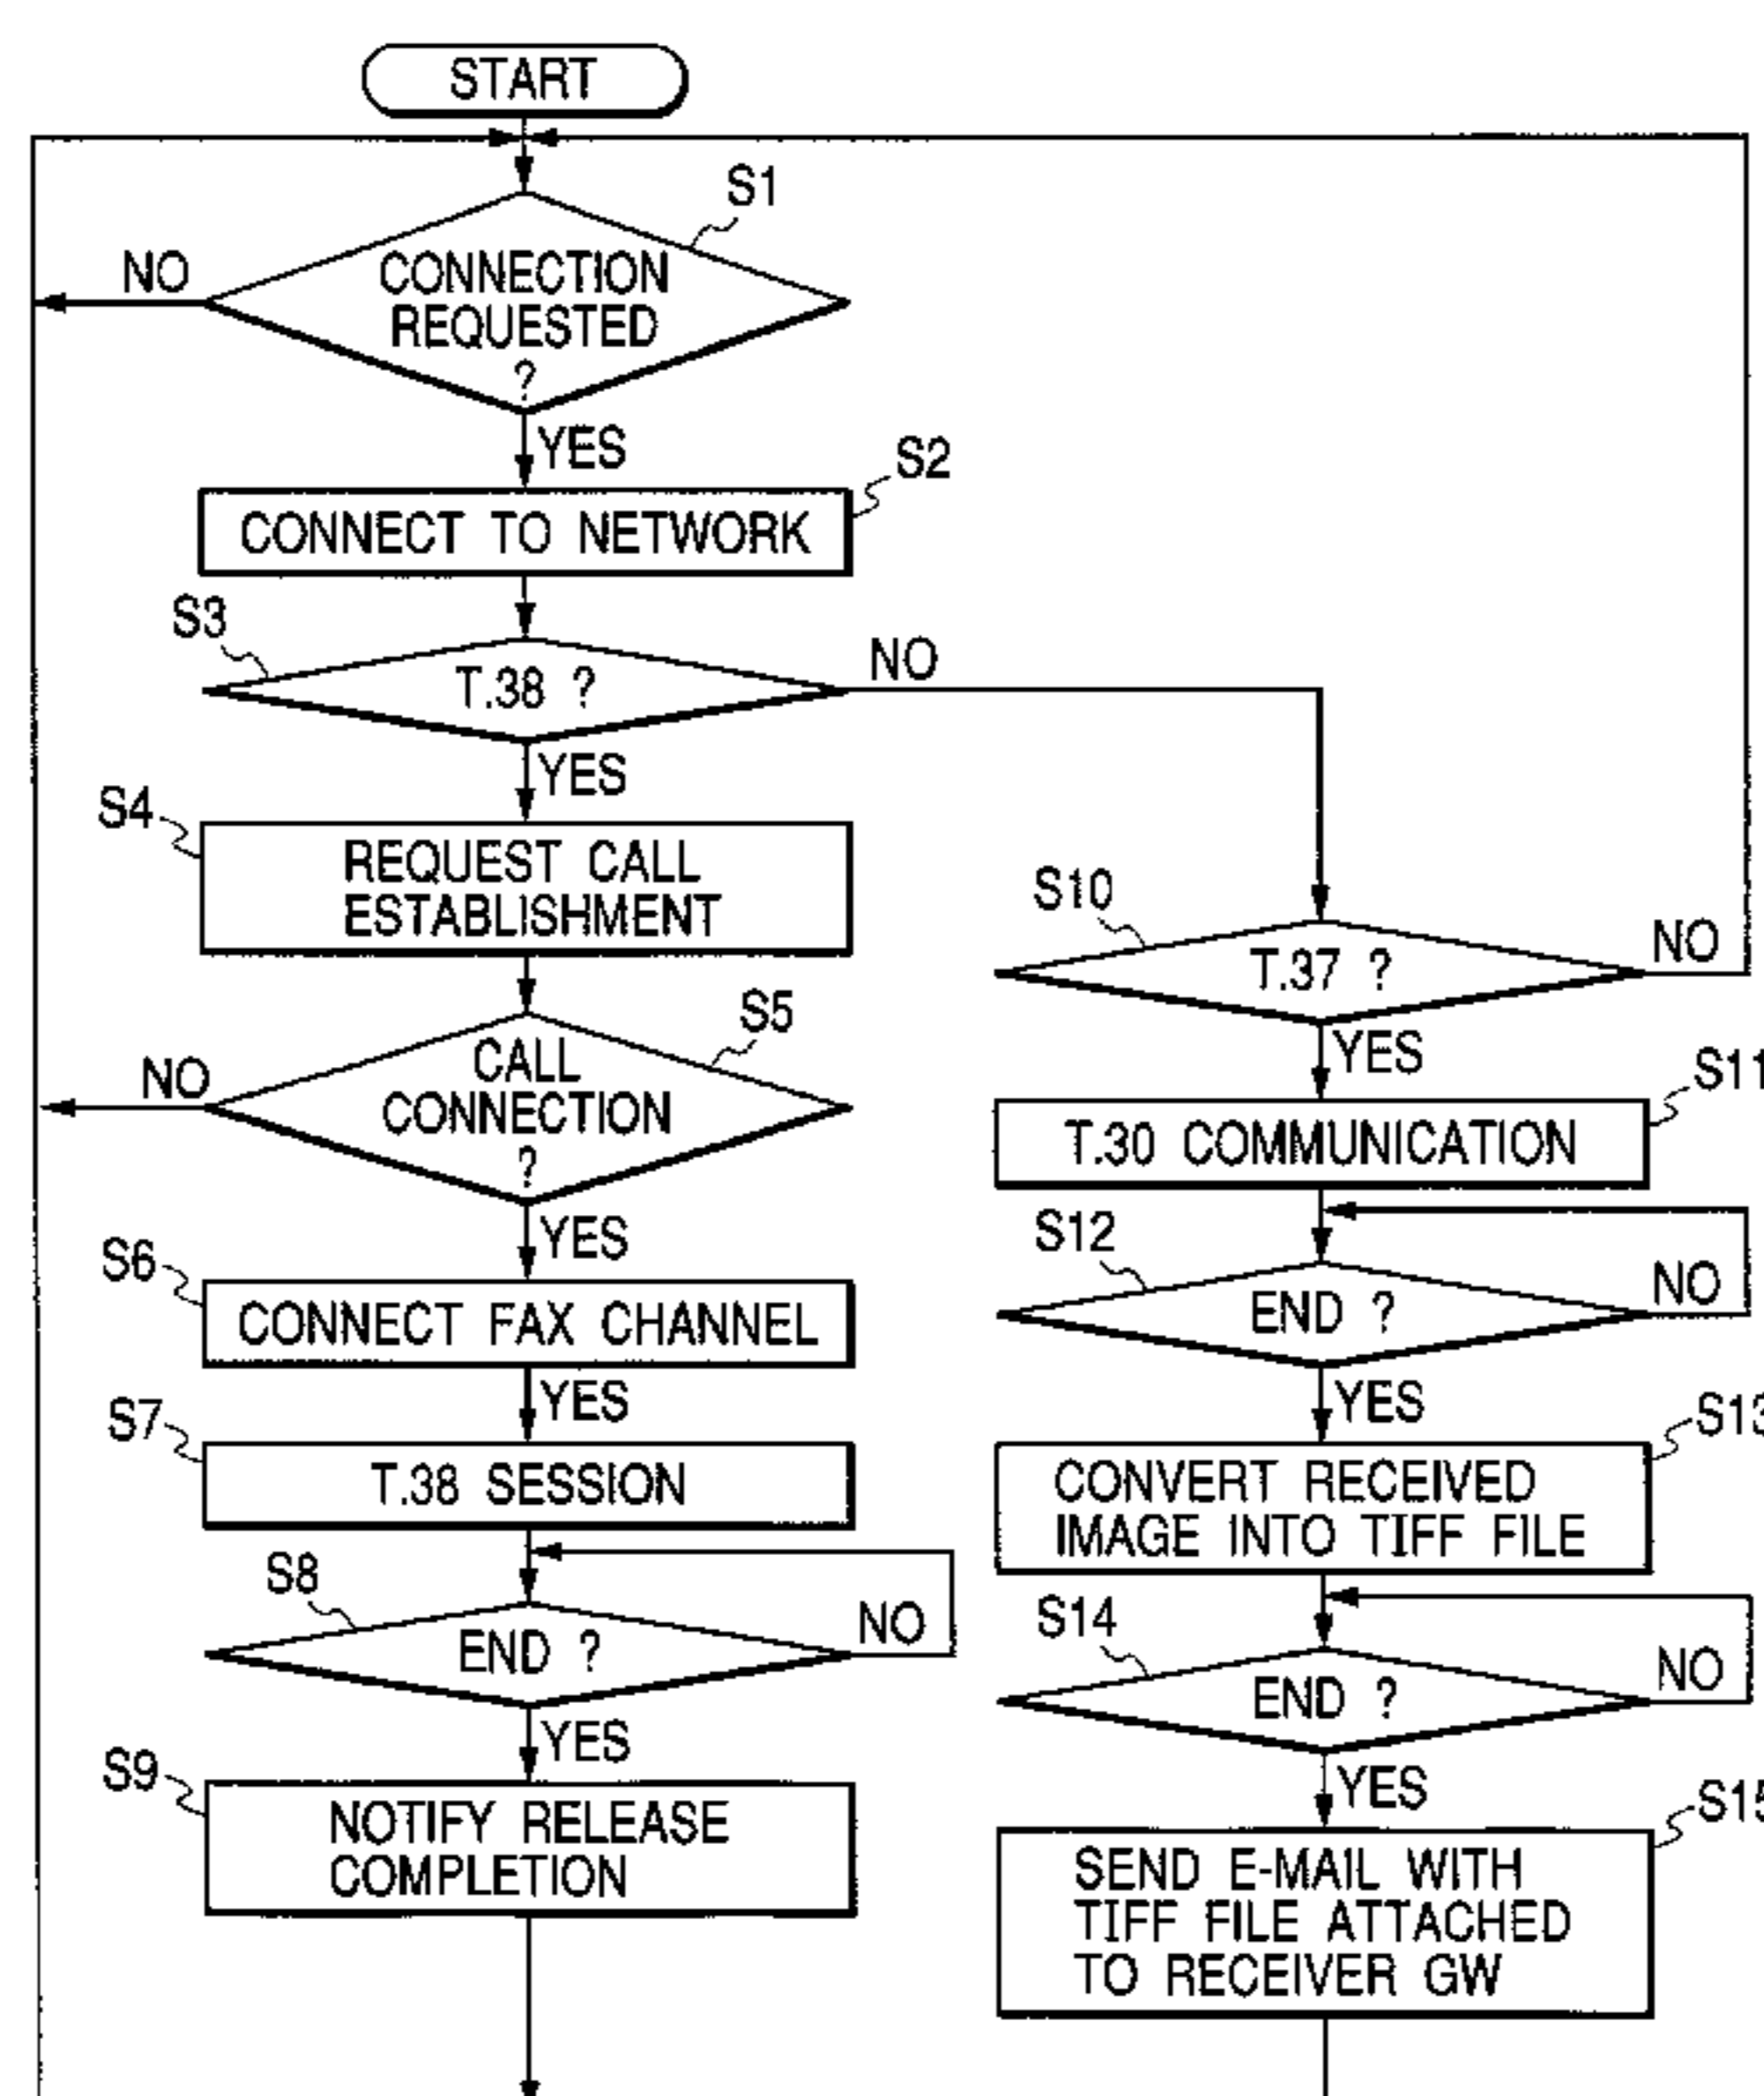 START
S1
NO
CONNECTION
REQUESTED
?
YES
S2
CONNECT TO NETWORK
S3
T.38 ?
NO
YES
S4
REQUEST CALL
ESTABLISHMENT
S5
NO
CALL
CONNECTION
?
YES
S6
CONNECT FAX CHANNEL
YES
S7
T.38 SESSION
S8
END ?
NO
YES
S9
NOTIFY RELEASE
COMPLETION
S10
T.37 ?
NO
YES
S11
T.30 COMMUNICATION
S12
END ?
NO
YES
S13
CONVERT RECEIVED
IMAGE INTO TIFF FILE
S14
END ?
NO
YES
S15
SEND E-MAIL WITH
TIFF FILE ATTACHED
TO RECEIVER GW